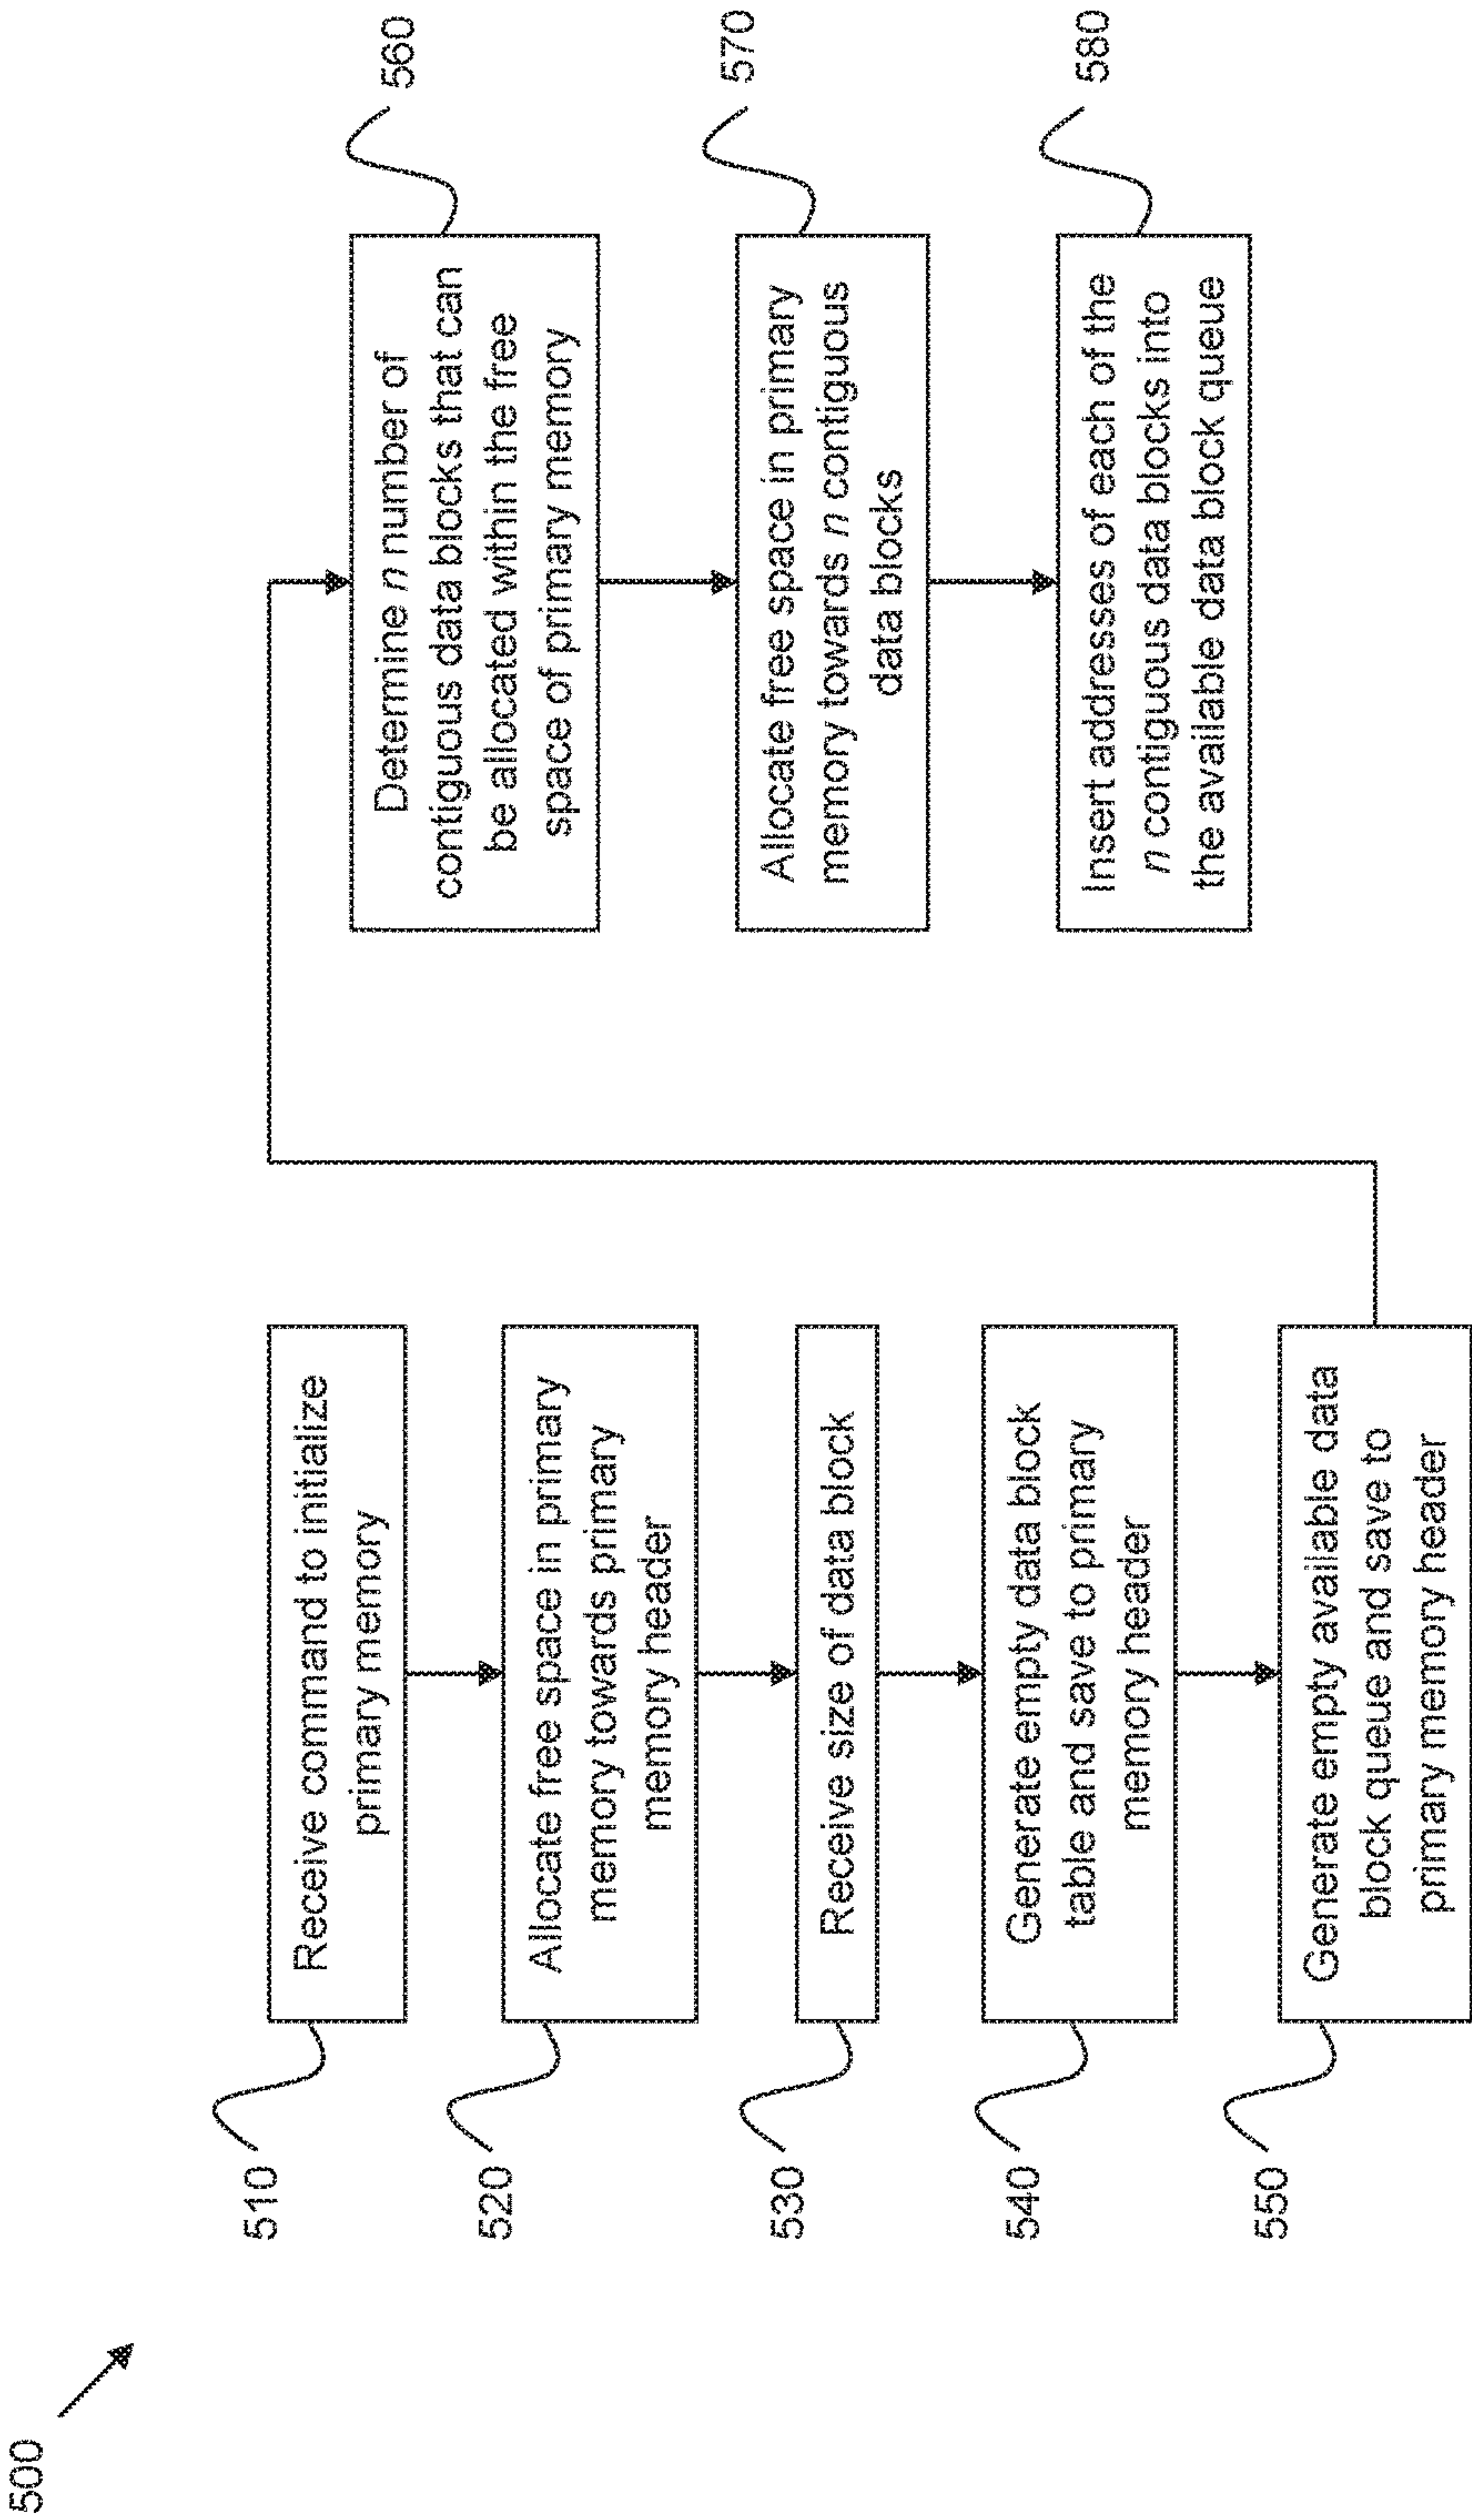 500
510
Receive command to initialize
primary memory
520
Allocate free space in primary
memory towards primary
memory header
530
Receive size of data block
540
Generate empty data block
table and save to primary
memory header
550
Generate empty available data
block queue and save to
primary memory header
560
Determine n number of
contiguous data blocks that can
be allocated within the free
space of primary memory
570
Allocate free space in primary
memory towards n contiguous
data blocks
580
Insert addresses of each of the
n contiguous data blocks into
the available data block queue